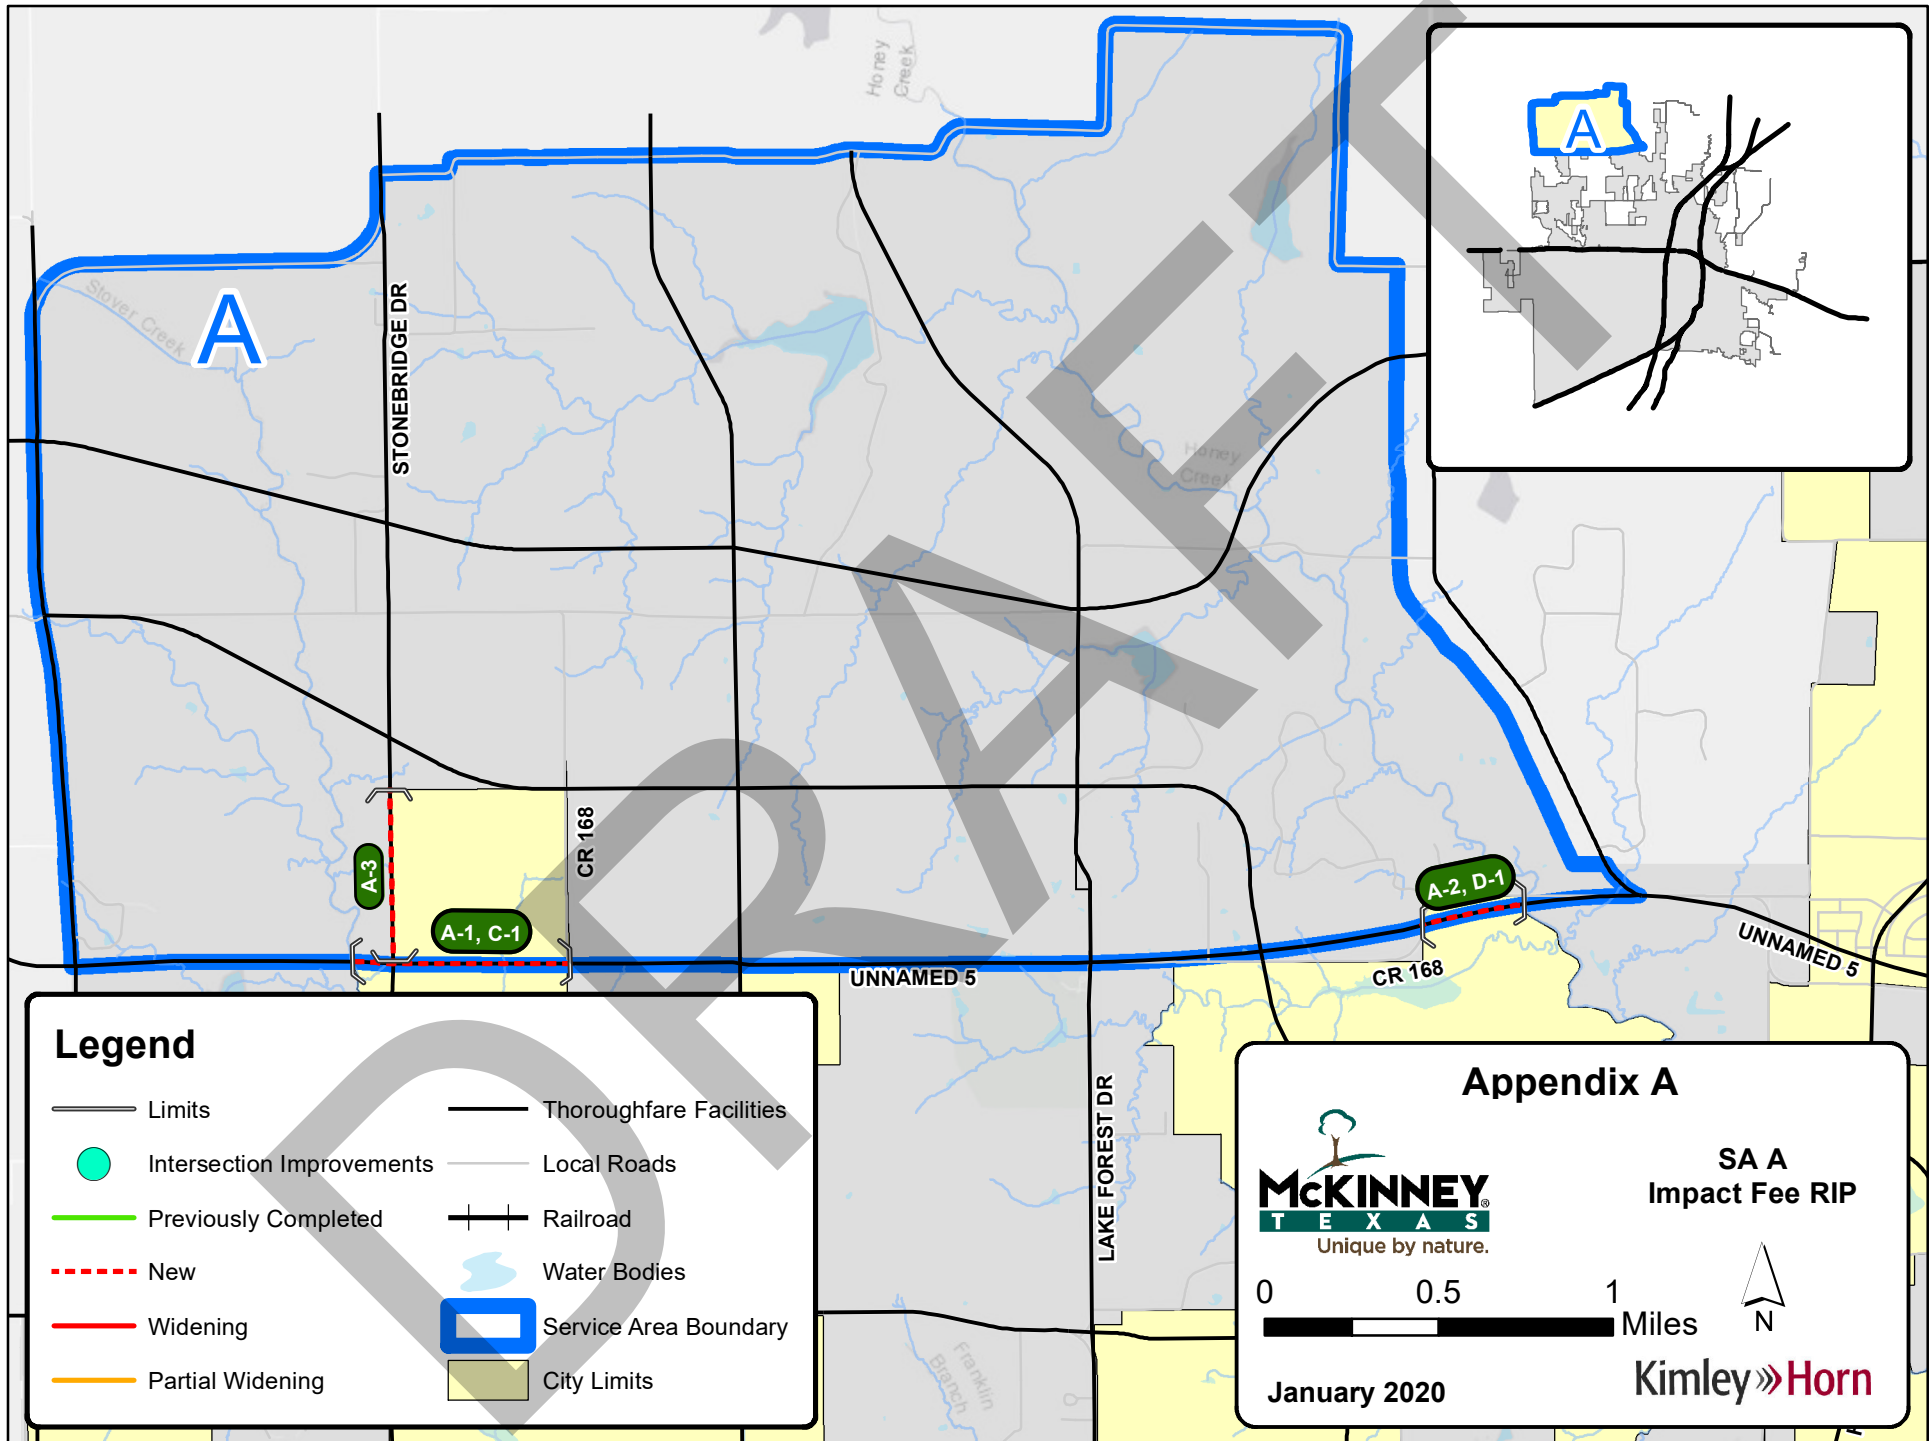 Honey
Creek
A
A
Stover Creek
STONEBRIDGE DR
Honey
Creek
DRAFT
A-3
CR 168
A-1, C-1
A-2, D-1
UNNAMED 5
CR 168
UNNAMED 5
LAKE FOREST DR
Franklin
Branch
Legend
Limits
Intersection Improvements
Previously Completed
New
Widening
Partial Widening
Thoroughfare Facilities
Local Roads
Railroad
Water Bodies
Service Area Boundary
City Limits
Appendix A
McKINNEY®
TEXAS
Unique by nature.
SA A
Impact Fee RIP
0 0.5 1
Miles
N
January 2020
Kimley»Horn